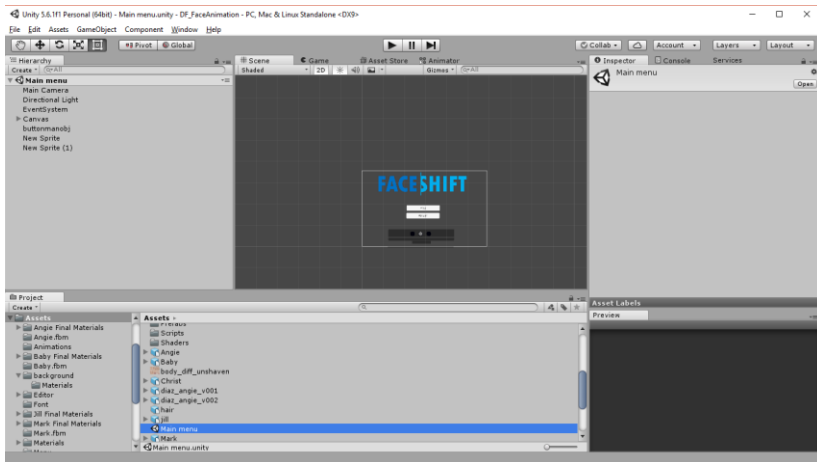 Unity 5.6.1f1 Personal (64bit) - Main menu.unity - DF_FaceAnimation - PC, Mac & Linux Standalone <DX9>
File Edit Assets GameObject Component Window Help
Pivot Global Collab Account Layers Layout
Hierarchy
Create All
Main menu
Main Camera
Directional Light
EventSystem
Canvas
buttonmanobj
New Sprite
New Sprite (1)
Scene Game Asset Store Animator
Shaded 2D Gizmos All
FACESHIFT
Inspector Console Services
Main menu
Open
Project
Create
Assets
Angie Final Materials
Angie.fbm
Animations
Baby Final Materials
Baby.fbm
background
Materials
Editor
Font
Jill Final Materials
Mark Final Materials
Mark.fbm
Materials
Assets
Prefabs
Scripts
Shaders
Angie
Baby
body_diff_unshaven
Christ
diaz_angie_v001
diaz_angie_v002
hair
jill
Main menu
Mark
Main menu.unity
Asset Labels
Preview